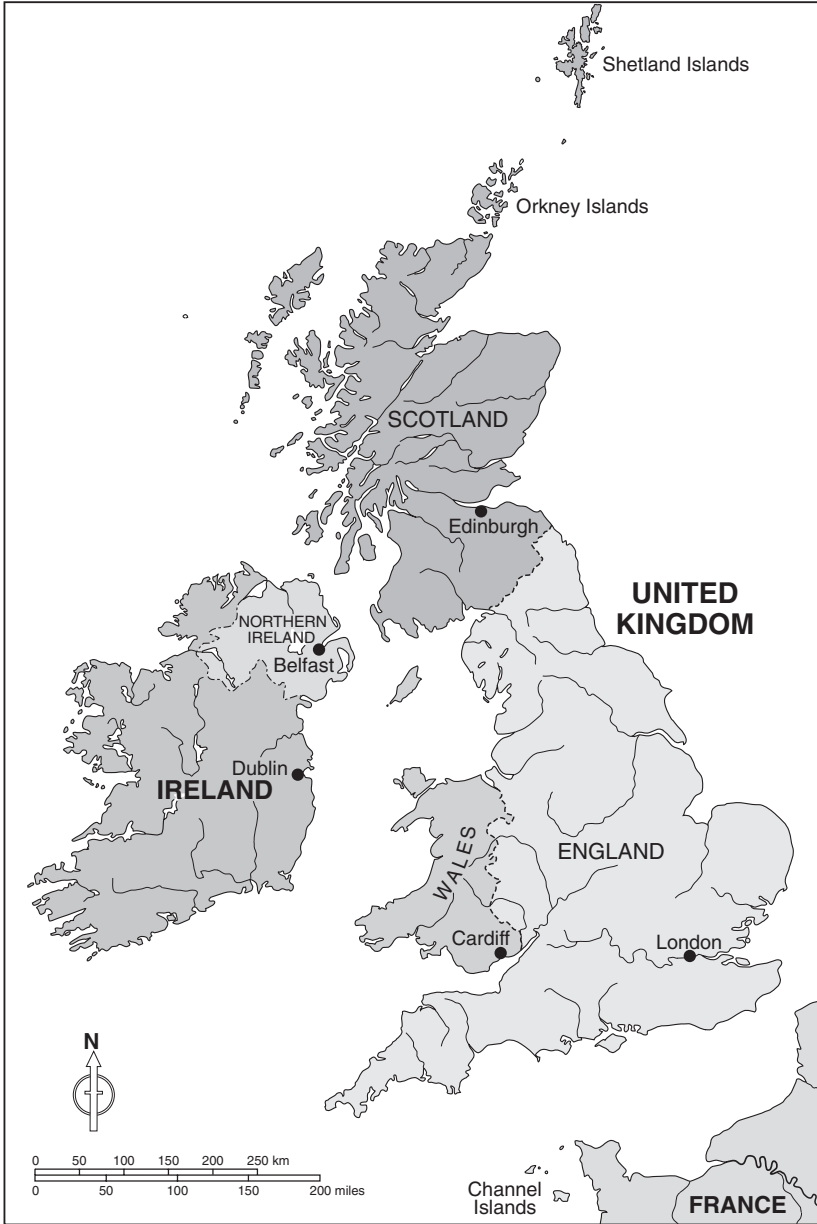 Shetland Islands
Orkney Islands
SCOTLAND
Edinburgh
UNITED
KINGDOM
NORTHERN
IRELAND
Belfast
Dublin
IRELAND
WALES
ENGLAND
Cardiff
London
N
0 50 100 150 200 250 km
0 50 100 150 200 miles
Channel
Islands
FRANCE